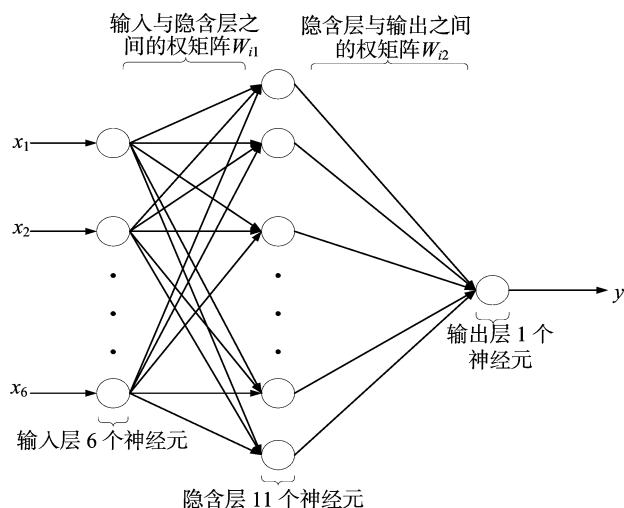 输入与隐含层之
间的权矩阵Wi1
隐含层与输出之间
的权矩阵Wi2
x1
x2
x6
y
输出层 1 个
神经元
输入层 6 个神经元
隐含层 11 个神经元